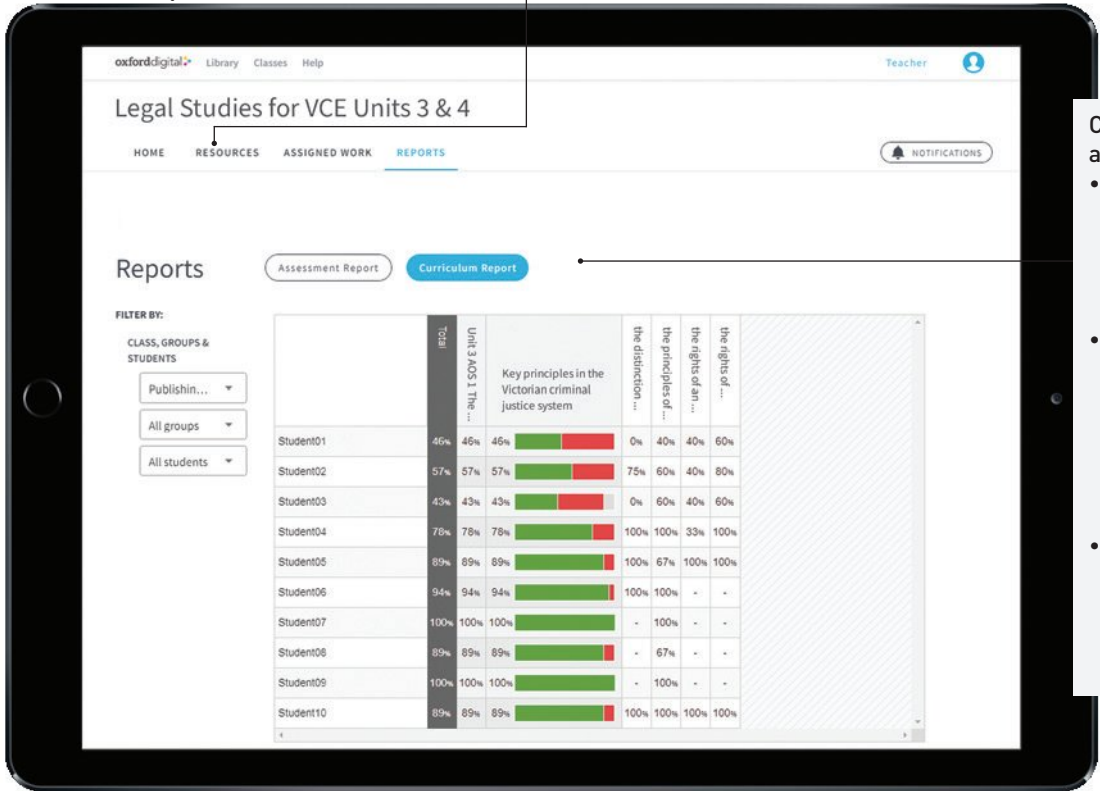 oxforddigital Library Classes Help Teacher
Legal Studies for VCE Units 3 & 4
HOME RESOURCES ASSIGNED WORK REPORTS NOTIFICATIONS
Reports Assessment Report Curriculum Report
FILTER BY:
CLASS, GROUPS &
STUDENTS
Publishin...
All groups
All students
Total
Unit 3 AOS 1 The ...
Key principles in the
Victorian criminal
justice system
the distinction ...
the principles of ...
the rights of an ...
the rights of ...
Student01 46% 46% 46% 0% 40% 40% 60%
Student02 57% 57% 57% 75% 60% 40% 80%
Student03 43% 43% 43% 0% 60% 40% 60%
Student04 78% 78% 78% 100% 100% 33% 100%
Student05 89% 89% 89% 100% 67% 100% 100%
Student06 94% 94% 94% 100% 100% - -
Student07 100% 100% 100% - 100% - -
Student08 89% 89% 89% - 67% - -
Student09 100% 100% 100% - 100% - -
Student10 89% 89% 89% 100% 100% 100% 100%